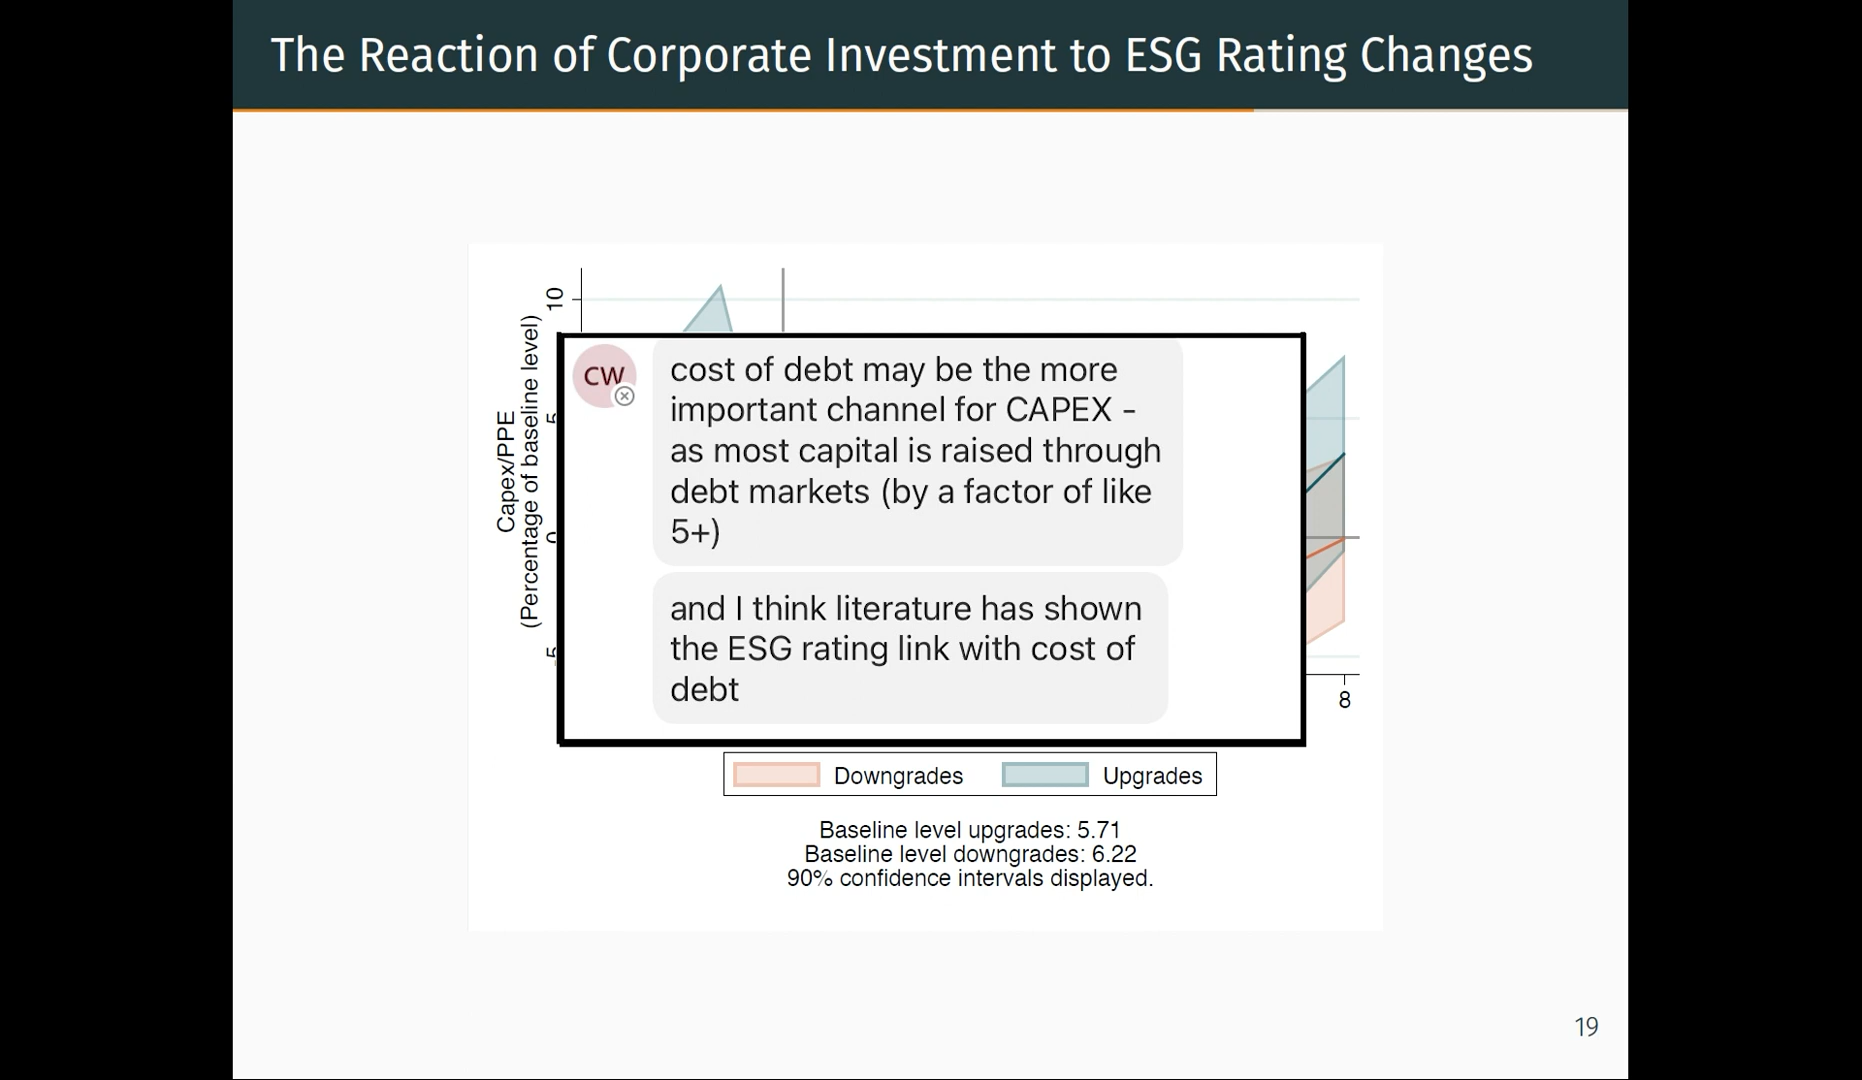 The Reaction of Corporate Investment to ESG Rating Changes
10
5
0
5
Capex/PPE
(Percentage of baseline level)
CW
cost of debt may be the more
important channel for CAPEX -
as most capital is raised through
debt markets (by a factor of like
5+)
and I think literature has shown
the ESG rating link with cost of
debt
8
Downgrades
Upgrades
Baseline level upgrades: 5.71
Baseline level downgrades: 6.22
90% confidence intervals displayed.
19